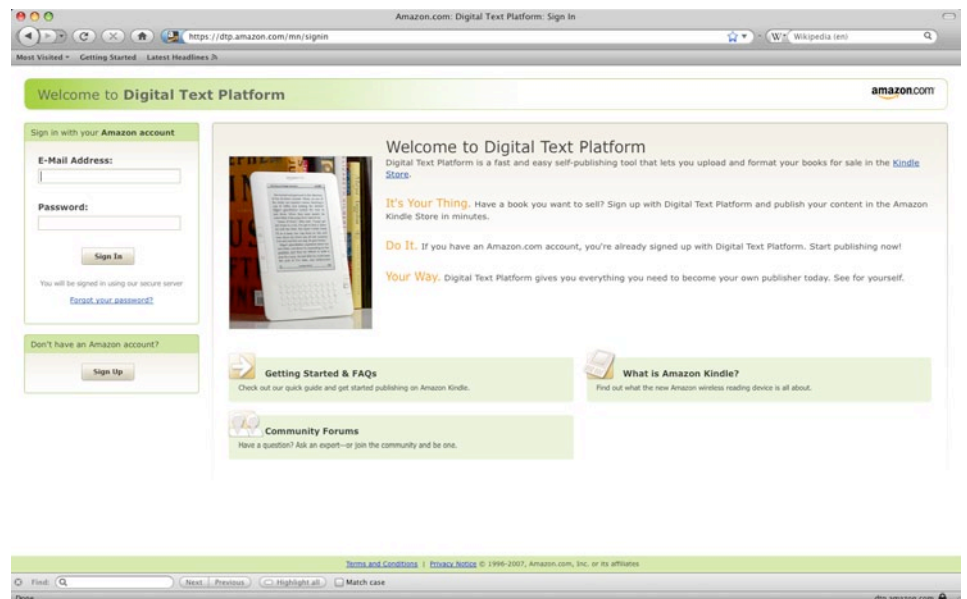 Amazon.com: Digital Text Platform: Sign In
https://dtp.amazon.com/mn/signin
Wikipedia (en)
Most Visited Getting Started Latest Headlines
Welcome to Digital Text Platform
amazon.com
Sign in with your Amazon account
E-Mail Address:
Password:
Sign In
You will be signed in using our secure server
Forgot your password?
Don't have an Amazon account?
Sign Up
Welcome to Digital Text Platform
Digital Text Platform is a fast and easy self-publishing tool that lets you upload and format your books for sale in the Kindle
Store.
It's Your Thing. Have a book you want to sell? Sign up with Digital Text Platform and publish your content in the Amazon
Kindle Store in minutes.
Do It. If you have an Amazon.com account, you're already signed up with Digital Text Platform. Start publishing now!
Your Way. Digital Text Platform gives you everything you need to become your own publisher today. See for yourself.
Getting Started & FAQs
Check out our quick guide and get started publishing on Amazon Kindle.
What is Amazon Kindle?
Find out what the new Amazon wireless reading device is all about.
Community Forums
Have a question? Ask an expert—or join the community and be one.
Terms and Conditions | Privacy Notice © 1996-2007, Amazon.com, Inc. or its affiliates
Find: Next Previous Highlight all Match case
Done dtp.amazon.com